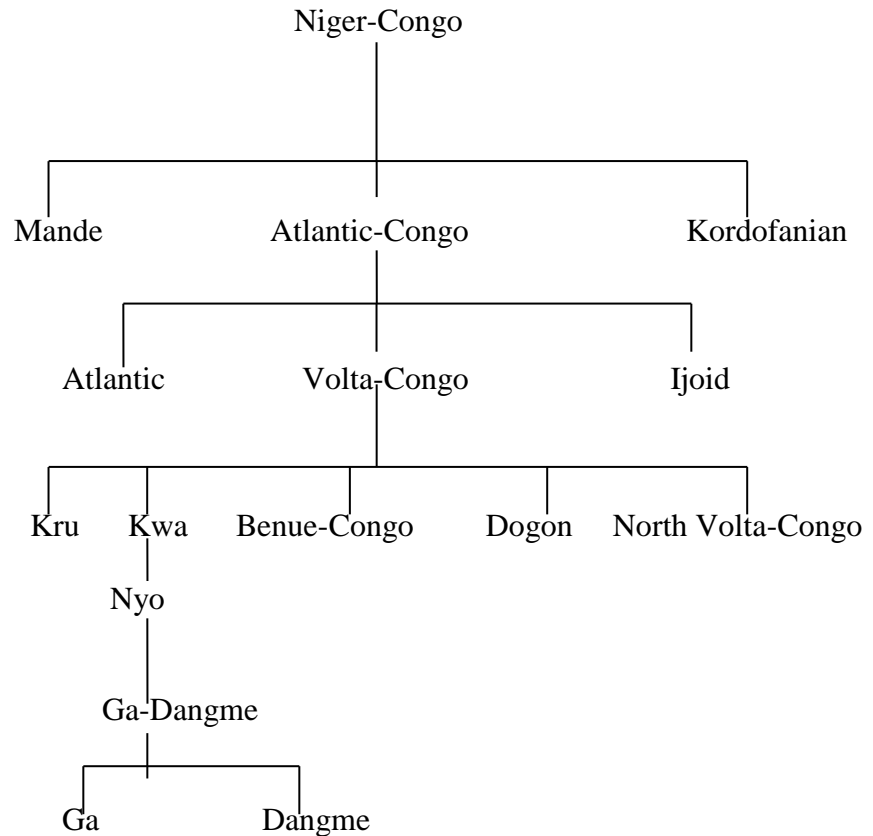 Niger-Congo
Mande Atlantic-Congo Kordofanian
Atlantic Volta-Congo Ijoid
Kru Kwa Benue-Congo Dogon North Volta-Congo
Nyo
Ga-Dangme
Ga Dangme